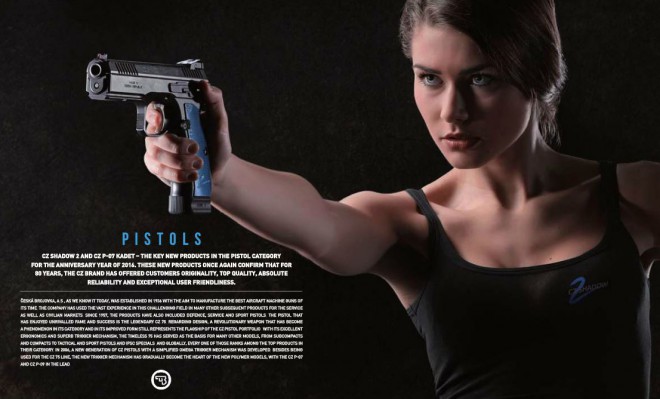 PISTOLS
CZ SHADOW 2 AND CZ P-07 KADET – THE KEY NEW PRODUCTS IN THE PISTOL CATEGORY
FOR THE ANNIVERSARY YEAR OF 2016. THESE NEW PRODUCTS ONCE AGAIN CONFIRM THAT FOR
80 YEARS, THE CZ BRAND HAS OFFERED CUSTOMERS ORIGINALITY, TOP QUALITY, ABSOLUTE
RELIABILITY AND EXCEPTIONAL USER FRIENDLINESS.
ČESKÁ ZBROJOVKA, A.S., AS WE KNOW IT TODAY, WAS ESTABLISHED IN 1936 WITH THE AIM TO MANUFACTURE THE BEST AIRCRAFT MACHINE GUNS OF
ITS TIME. THE COMPANY HAS USED THE VAST EXPERIENCE IN THIS CHALLENGING FIELD IN MANY OTHER SUBSEQUENT PRODUCTS FOR THE SERVICE
AS WELL AS CIVILIAN MARKETS. SINCE 1957, THE PRODUCTS HAVE ALSO INCLUDED DEFENCE, SERVICE AND SPORT PISTOLS. THE PISTOL THAT
HAS ENJOYED UNRIVALLED FAME AND SUCCESS IS THE LEGENDARY CZ 75. REGARDING DESIGN, A REVOLUTIONARY WEAPON THAT HAS BECOME
A PHENOMENON IN ITS CATEGORY AND IN ITS IMPROVED FORM STILL REPRESENTS THE FLAGSHIP OF THE CZ PISTOL PORTFOLIO. WITH ITS EXCELLENT
ERGONOMICS AND SUPERB TRIGGER MECHANISM, THE TIMELESS 75 HAS SERVED AS THE BASIS FOR MANY OTHER MODELS, FROM SUBCOMPACTS
AND COMPACTS TO TACTICAL AND SPORT PISTOLS AND IPSC SPECIALS. AND GLOBALLY, EVERY ONE OF THOSE RANKS AMONG THE TOP PRODUCTS IN
THEIR CATEGORY. IN 2006, A NEW GENERATION OF CZ PISTOLS WITH A SIMPLIFIED OMEGA TRIGGER MECHANISM WAS DEVELOPED. BESIDES BEING
USED FOR THE CZ 75 LINE, THE NEW TRIGGER MECHANISM HAS GRADUALLY BECOME THE HEART OF THE NEW POLYMER MODELS, WITH THE CZ P-07
AND CZ P-09 IN THE LEAD